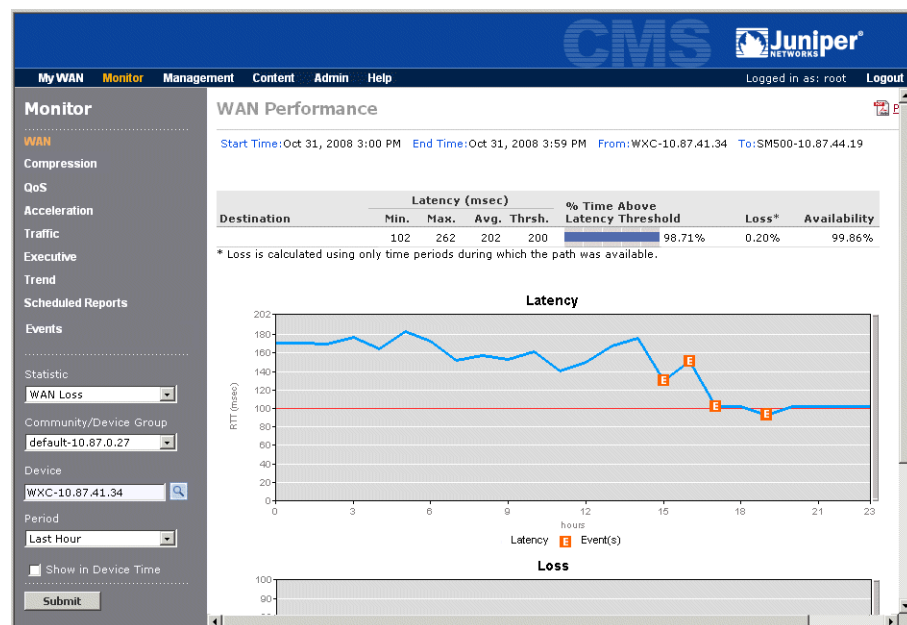 CMS
Juniper®
NETWORKS
My WAN Monitor Management Content Admin Help Logged in as: root Logout
Monitor
WAN
Compression
QoS
Acceleration
Traffic
Executive
Trend
Scheduled Reports
Events
Statistic
WAN Loss
Community/Device Group
default-10.87.0.27
Device
WXC-10.87.41.34
Period
Last Hour
Show in Device Time
Submit
WAN Performance
Start Time:Oct 31, 2008 3:00 PM End Time:Oct 31, 2008 3:59 PM From:WXC-10.87.41.34 To:SM500-10.87.44.19
Latency (msec) % Time Above
Destination Min. Max. Avg. Thrsh. Latency Threshold Loss* Availability
102 262 202 200 98.71% 0.20% 99.86%
* Loss is calculated using only time periods during which the path was available.
Latency
202
180
160
140
120
100
80
60
40
20
0
RTT (msec)
E E E E
0 3 6 9 12 15 18 21 23
hours
Latency E Event(s)
Loss
100
90